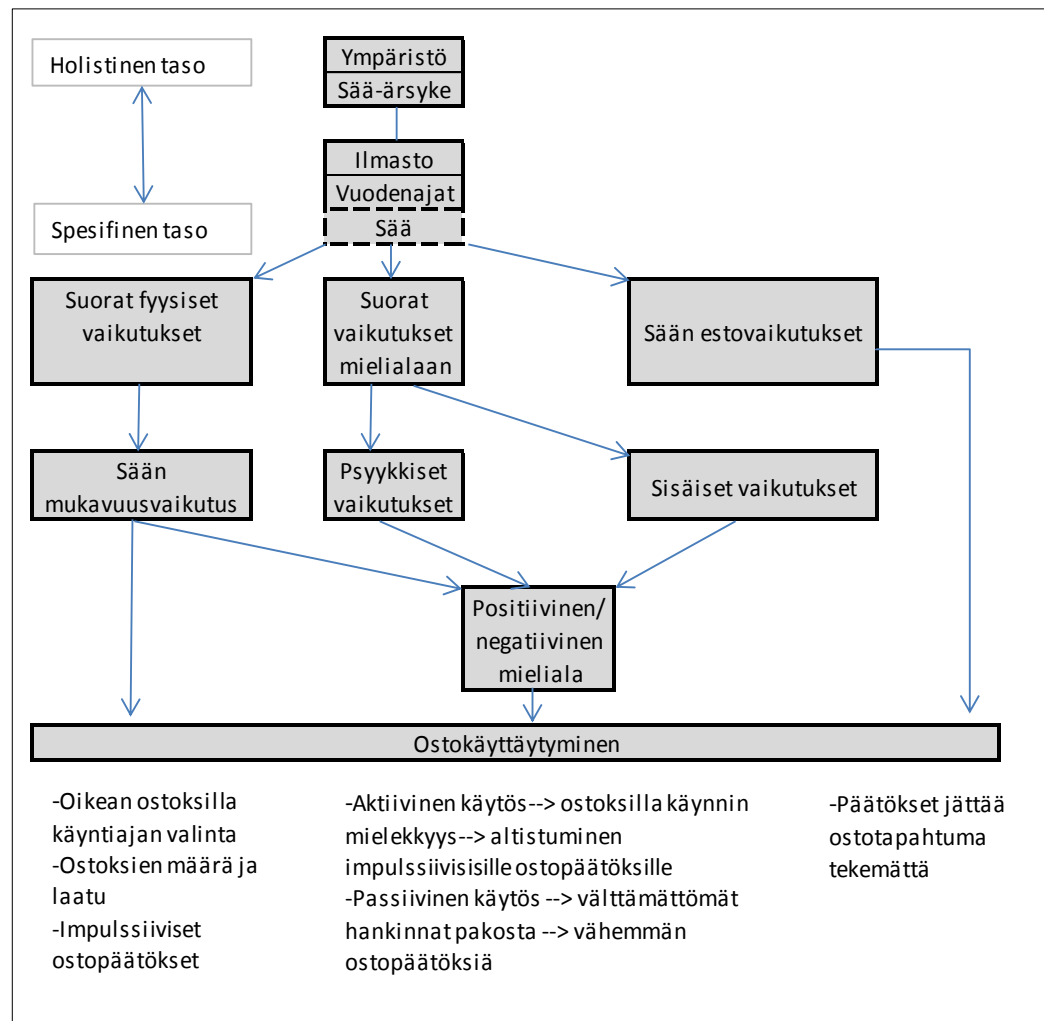 Holistinen taso
Ympäristö
Sää-ärsyke
Ilmasto
Vuodenajat
Spesifinen taso
Sää
Suorat fyysiset
vaikutukset
Suorat
vaikutukset
mielialaan
Sään estovaikutukset
Sään
mukavuusvaikutus
Psyykkiset
vaikutukset
Sisäiset vaikutukset
Positiivinen/
negatiivinen
mieliala
Ostokäyttäytyminen
-Oikean ostoksilla
käyntiajan valinta
-Ostoksien määrä ja
laatu
-Impulssiiviset
ostopäätökset
-Aktiivinen käytös--> ostoksilla käynnin
mielekkyys--> altistuminen
impulssiivisisille ostopäätöksille
-Passiivinen käytös --> välttämättömät
hankinnat pakosta --> vähemmän
ostopäätöksiä
-Päätökset jättää
ostotapahtuma
tekemättä